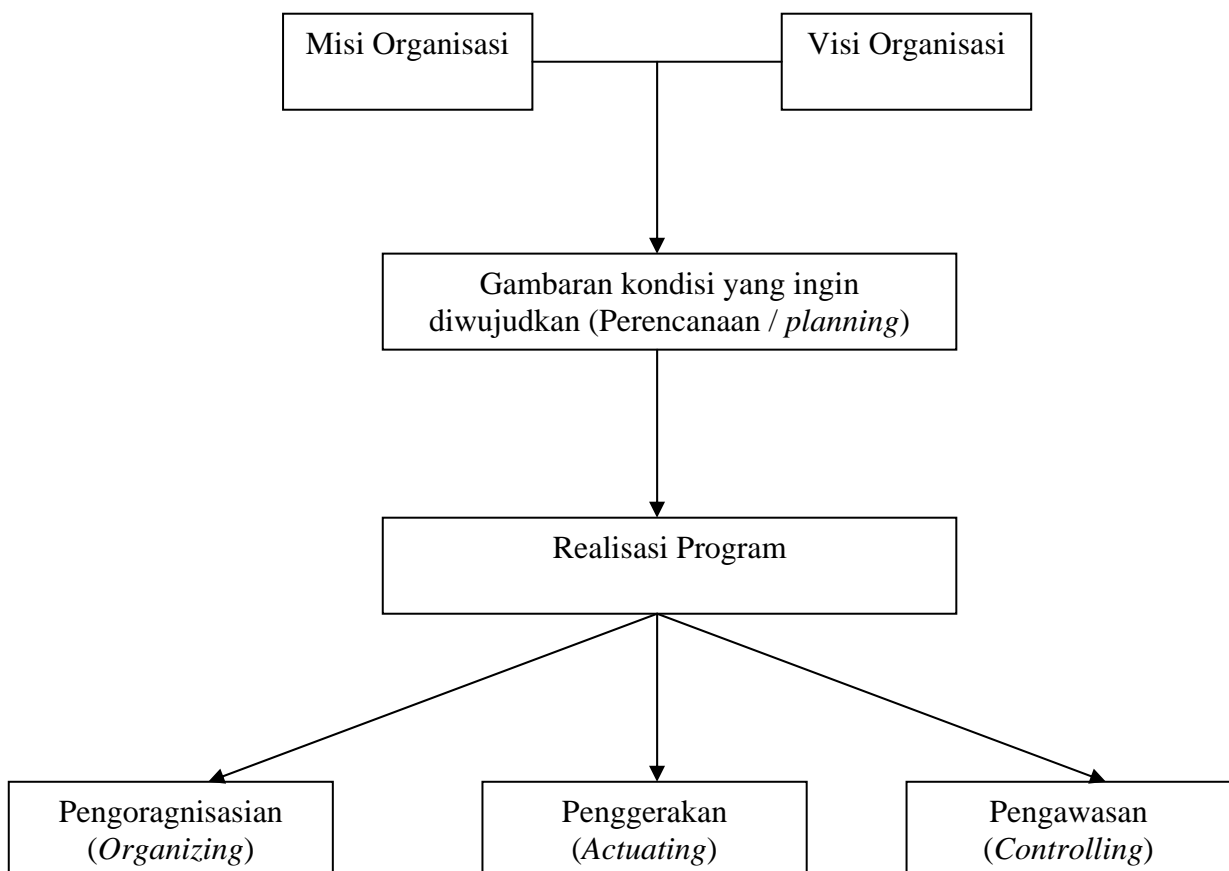 Misi Organisasi
Visi Organisasi
Gambaran kondisi yang ingin
diwujudkan (Perencanaan / planning)
Realisasi Program
Pengoragnisasian
(Organizing)
Penggerakan
(Actuating)
Pengawasan
(Controlling)